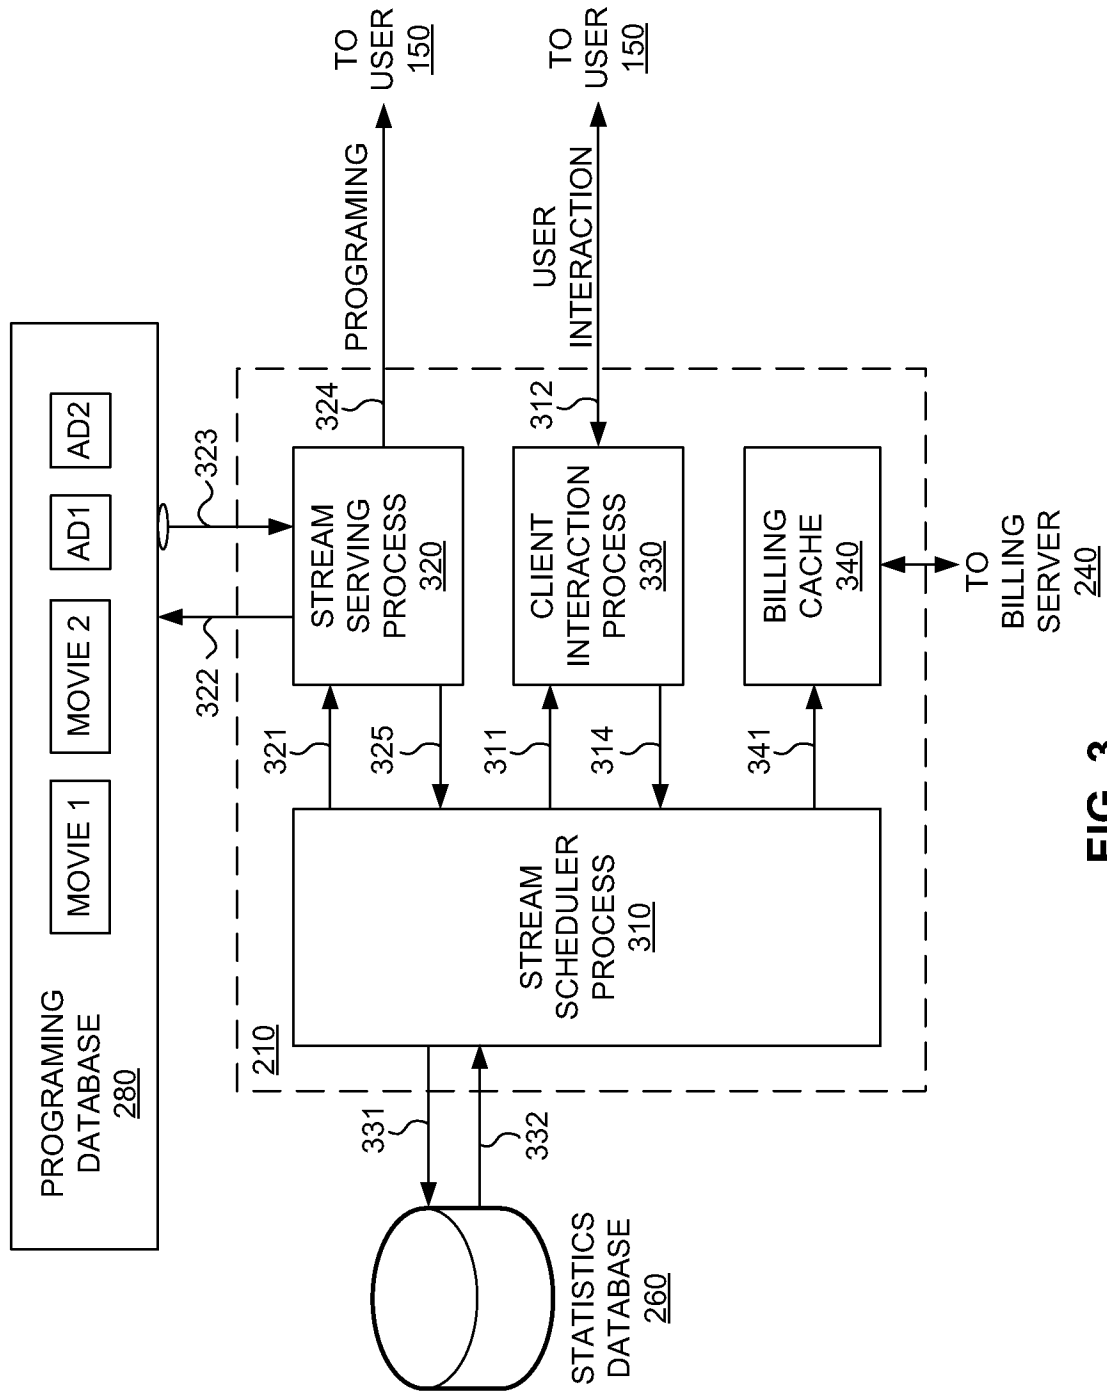 PROGRAMING
DATABASE
280
MOVIE 1
MOVIE 2
AD1
AD2
322
323
210
STREAM
SCHEDULER
PROCESS
310
321
325
311
314
341
STREAM
SERVING
PROCESS
320
CLIENT
INTERACTION
PROCESS
330
BILLING
CACHE
340
324
PROGRAMING
TO
USER
150
312
USER
INTERACTION
TO
USER
150
331
332
STATISTICS
DATABASE
260
TO
BILLING
SERVER
240
FIG. 3